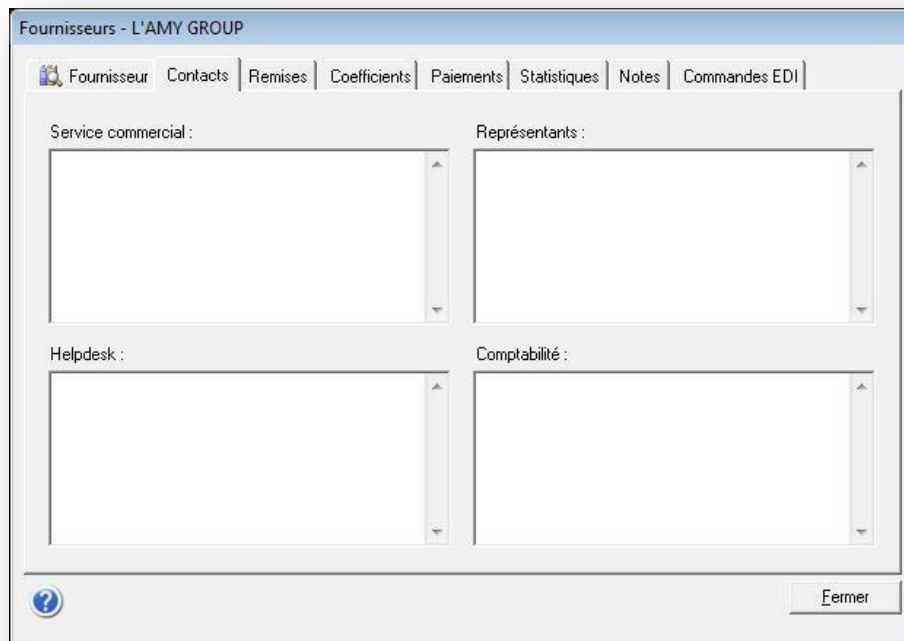 Fournisseurs - L'AMY GROUP
Fournisseur Contacts Remises Coefficients Paiements Statistiques Notes Commandes EDI
Service commercial : Représentants :
Helpdesk : Comptabilité :
? Fermer